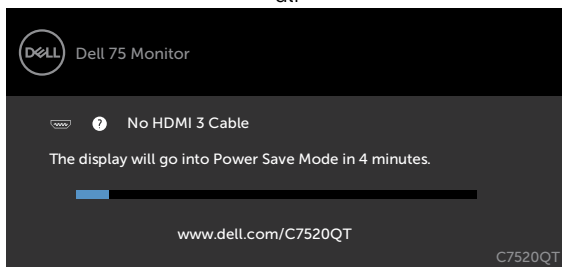 DELL
Dell 75 Monitor
? No HDMI 3 Cable
The display will go into Power Save Mode in 4 minutes.
www.dell.com/C7520QT
C7520QT